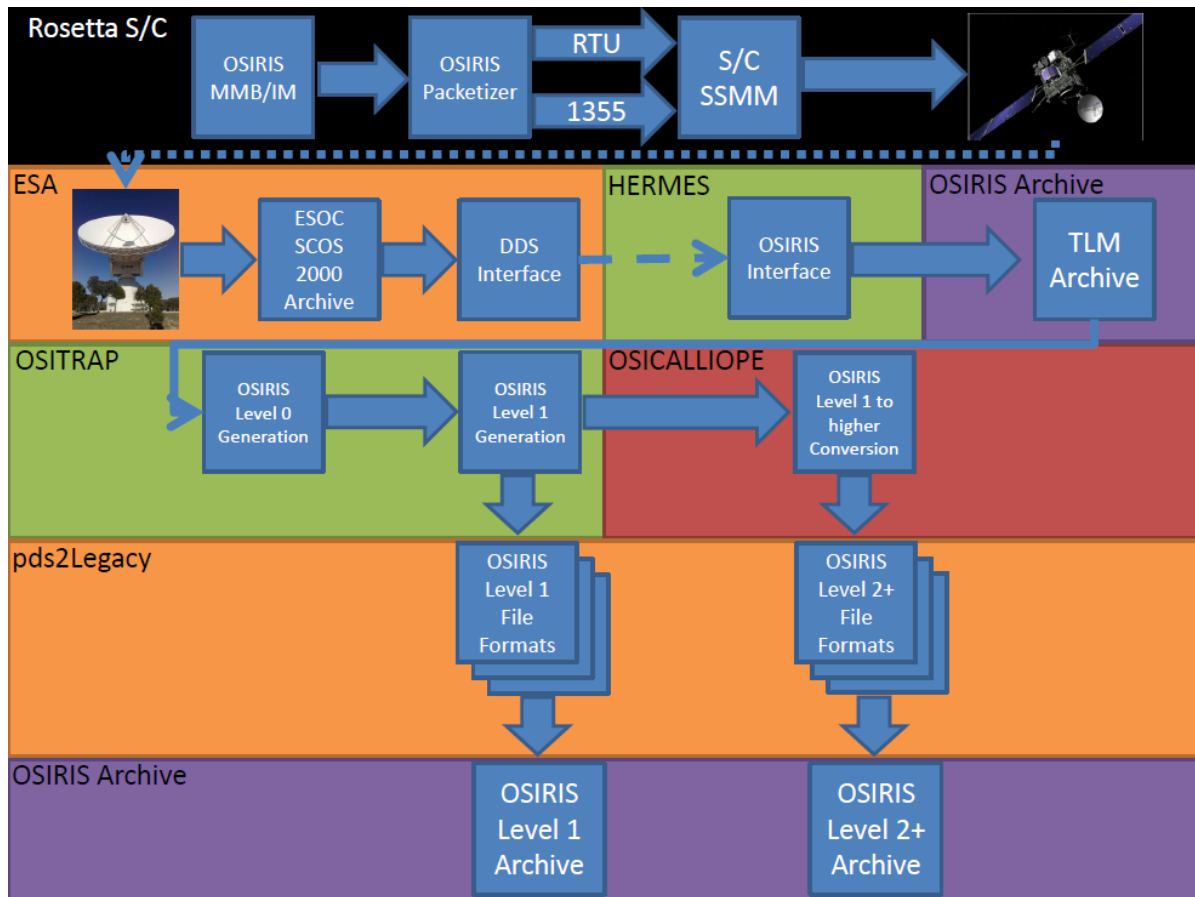 Rosetta S/C
OSIRIS
MMB/IM
OSIRIS
Packetizer
RTU
1355
S/C
SSMM
ESA
ESOC
SCOS
2000
Archive
DDS
Interface
HERMES
OSIRIS
Interface
OSIRIS Archive
TLM
Archive
OSITRAP
OSIRIS
Level 0
Generation
OSIRIS
Level 1
Generation
OSICALLIOPE
OSIRIS
Level 1 to
higher
Conversion
pds2Legacy
OSIRIS
Level 1
File
Formats
OSIRIS
Level 2+
File
Formats
OSIRIS Archive
OSIRIS
Level 1
Archive
OSIRIS
Level 2+
Archive